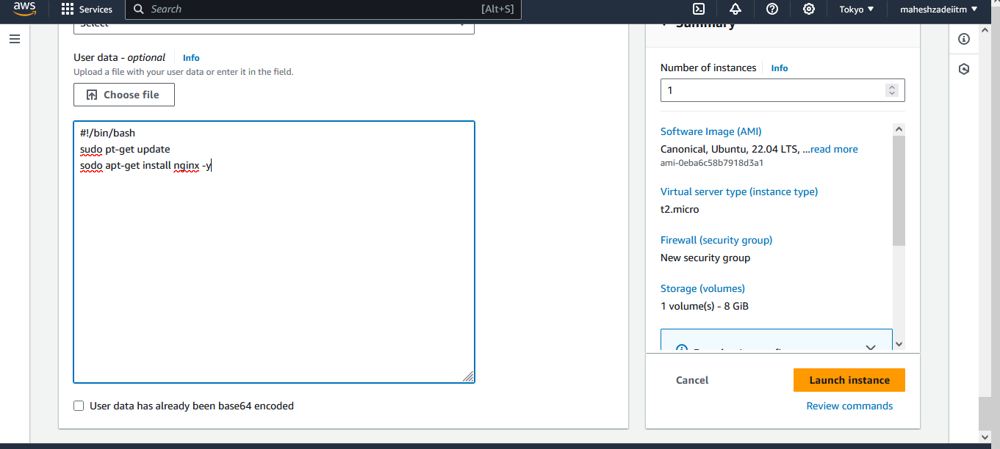 aws
Services
Search
[Alt+S]
Tokyo
maheshzadeiitm
Select
User data - optional
Info
Upload a file with your user data or enter it in the field.
Choose file
#!/bin/bash
sudo pt-get update
sodo apt-get install nginx -y
User data has already been base64 encoded
Summary
Number of instances
Info
1
Software Image (AMI)
Canonical, Ubuntu, 22.04 LTS, ...read more
ami-0eba6c58b7918d3a1
Virtual server type (instance type)
t2.micro
Firewall (security group)
New security group
Storage (volumes)
1 volume(s) - 8 GiB
Cancel
Launch instance
Review commands